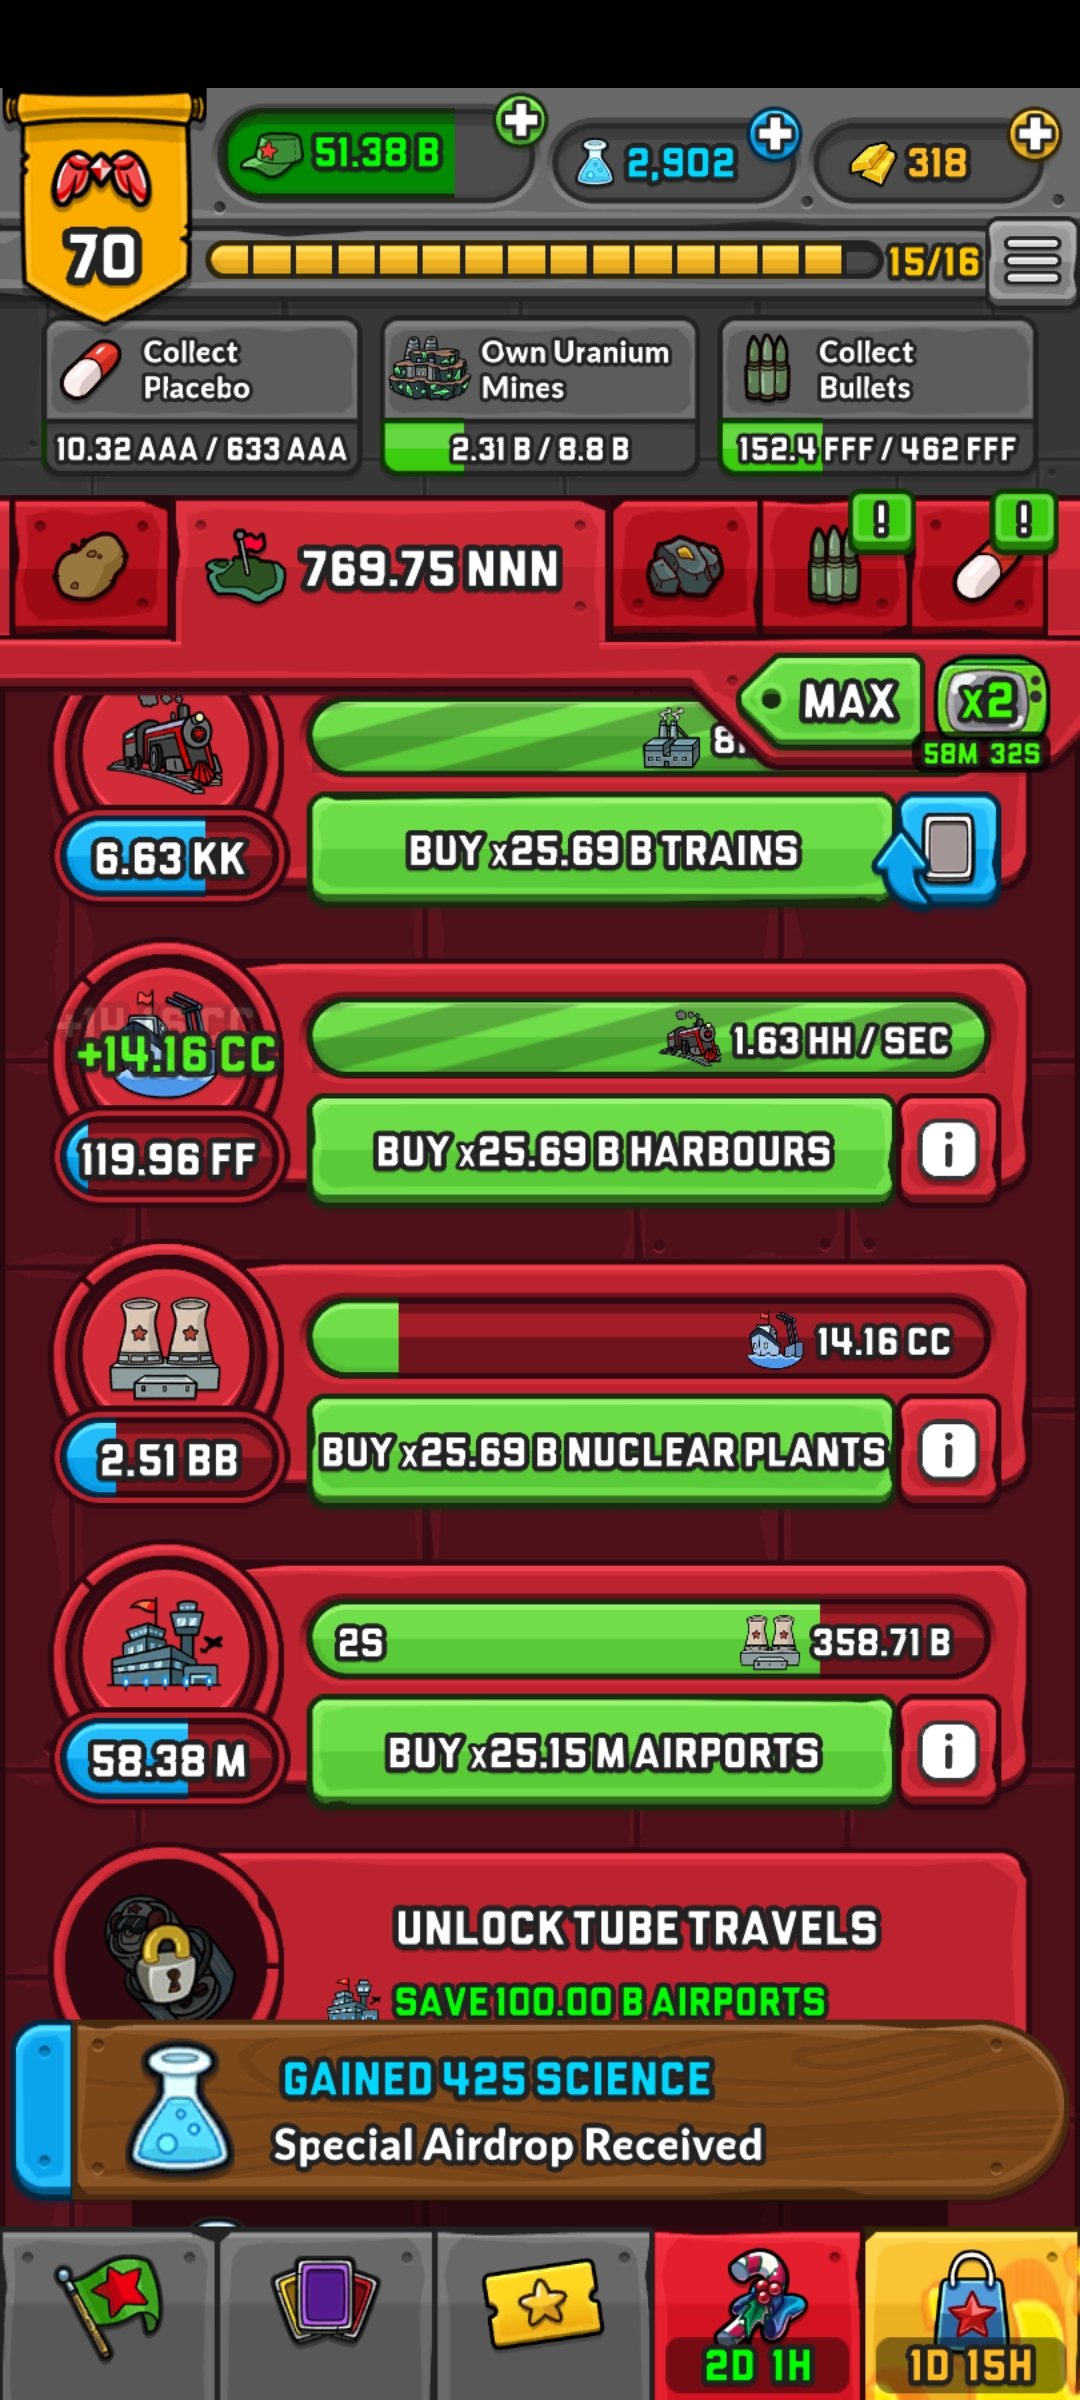 51.38 B
2,902
318
70
15/16
Collect
Placebo
10.32 AAA / 633 AAA
Own Uranium
Mines
2.31 B / 8.8 B
Collect
Bullets
152.4 FFF / 462 FFF
769.75 NNN
!
!
MAX
x2
58M 32S
6.63 KK
BUY x25.69 B TRAINS
+14.16 CC
+14.16 CC
1.63 HH / SEC
119.96 FF
BUY x25.69 B HARBOURS
i
14.16 CC
2.51 BB
BUY x25.69 B NUCLEAR PLANTS
i
2S
358.71 B
58.38 M
BUY x25.15 M AIRPORTS
i
UNLOCK TUBE TRAVELS
SAVE 100.00 B AIRPORTS
GAINED 425 SCIENCE
Special Airdrop Received
2D 1H
1D 15H